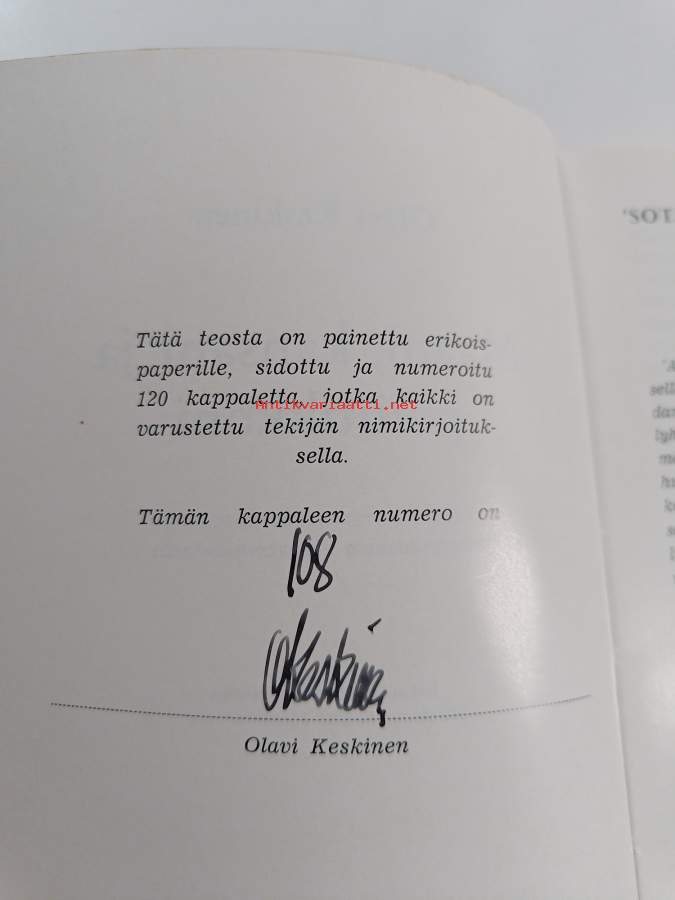 Tätä teosta on painettu erikois-
paperille, sidottu ja numeroitu
120 kappaletta, jotka kaikki on
varustettu tekijän nimikirjoituk-
sella.
Tämän kappaleen numero on
108
Olavi Keskinen
Antikvariaatti.net